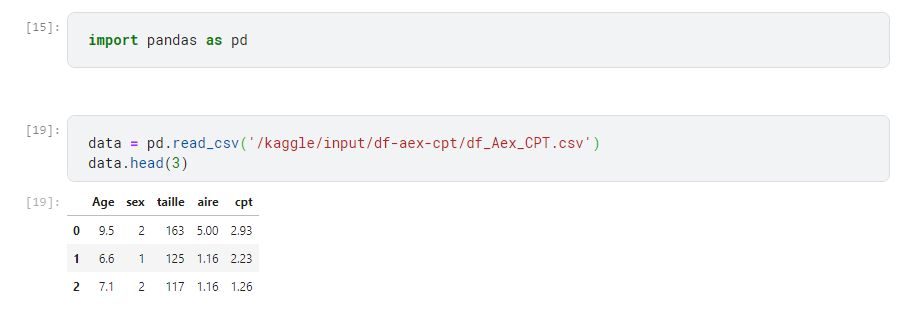 [15]:
import pandas as pd
[19]:
data = pd.read_csv('/kaggle/input/df-aex-cpt/df_Aex_CPT.csv')
data.head(3)
[19]:
Age sex taille aire cpt
0 9.5 2 163 5.00 2.93
1 6.6 1 125 1.16 2.23
2 7.1 2 117 1.16 1.26